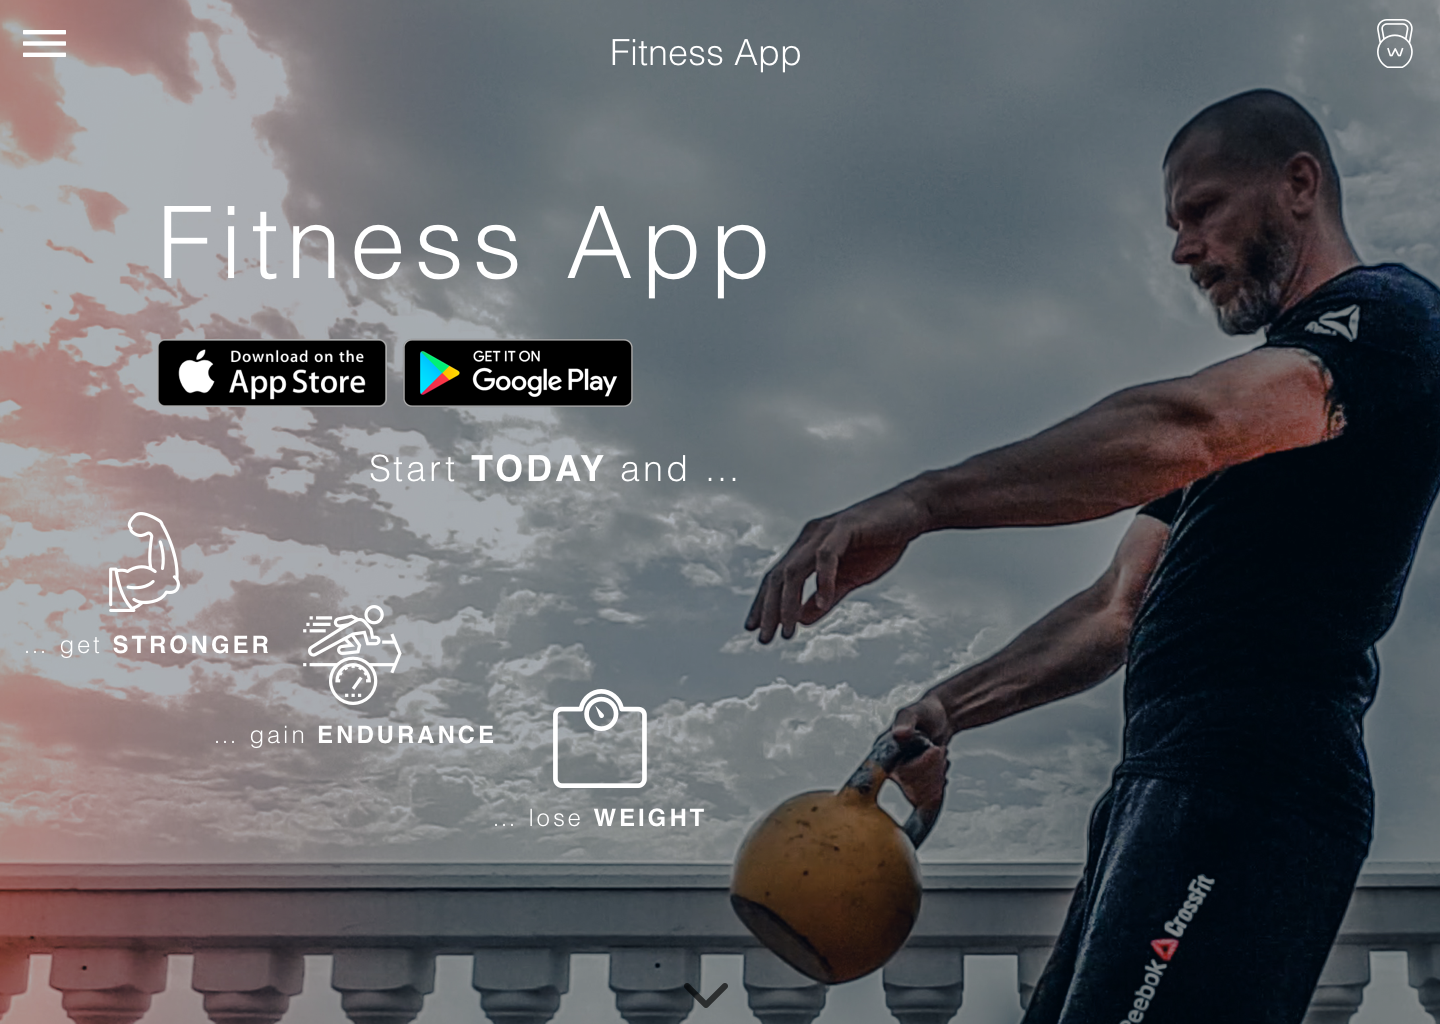 Fitness App
W
Fitness App
Download on the
App Store
GET IT ON
Google Play
Start TODAY and ...
... get STRONGER
... gain ENDURANCE
... lose WEIGHT
Reebok CrossFit